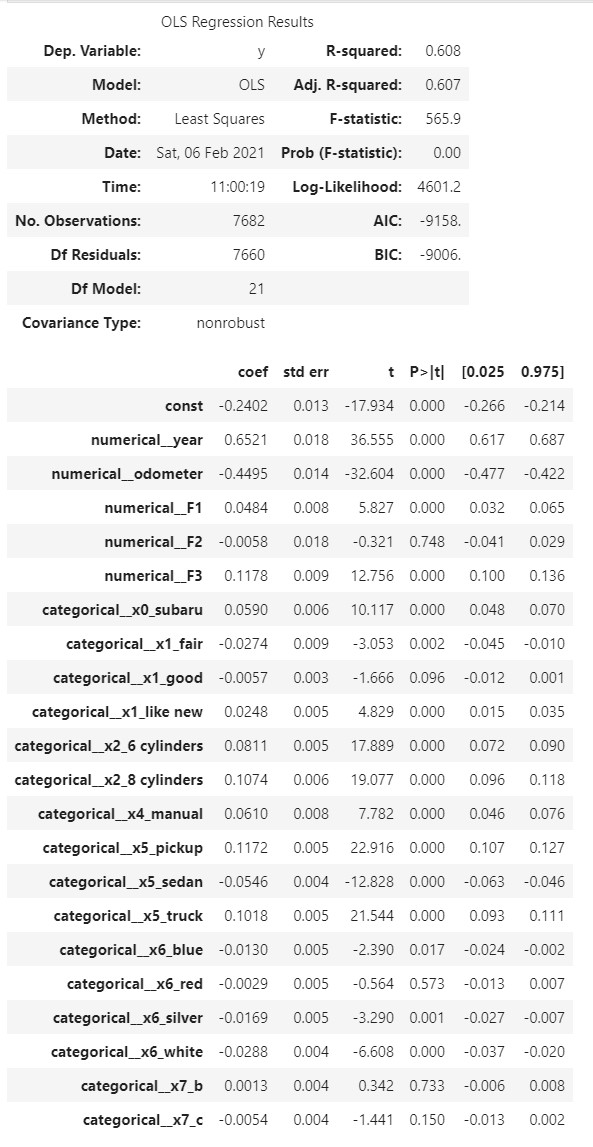 OLS Regression Results
Dep. Variable: y R-squared: 0.608
Model: OLS Adj. R-squared: 0.607
Method: Least Squares F-statistic: 565.9
Date: Sat, 06 Feb 2021 Prob (F-statistic): 0.00
Time: 11:00:19 Log-Likelihood: 4601.2
No. Observations: 7682 AIC: -9158.
Df Residuals: 7660 BIC: -9006.
Df Model: 21
Covariance Type: nonrobust
coef std err t P>|t| [0.025 0.975]
const -0.2402 0.013 -17.934 0.000 -0.266 -0.214
numerical__year 0.6521 0.018 36.555 0.000 0.617 0.687
numerical__odometer -0.4495 0.014 -32.604 0.000 -0.477 -0.422
numerical__F1 0.0484 0.008 5.827 0.000 0.032 0.065
numerical__F2 -0.0058 0.018 -0.321 0.748 -0.041 0.029
numerical__F3 0.1178 0.009 12.756 0.000 0.100 0.136
categorical__x0_subaru 0.0590 0.006 10.117 0.000 0.048 0.070
categorical__x1_fair -0.0274 0.009 -3.053 0.002 -0.045 -0.010
categorical__x1_good -0.0057 0.003 -1.666 0.096 -0.012 0.001
categorical__x1_like new 0.0248 0.005 4.829 0.000 0.015 0.035
categorical__x2_6 cylinders 0.0811 0.005 17.889 0.000 0.072 0.090
categorical__x2_8 cylinders 0.1074 0.006 19.077 0.000 0.096 0.118
categorical__x4_manual 0.0610 0.008 7.782 0.000 0.046 0.076
categorical__x5_pickup 0.1172 0.005 22.916 0.000 0.107 0.127
categorical__x5_sedan -0.0546 0.004 -12.828 0.000 -0.063 -0.046
categorical__x5_truck 0.1018 0.005 21.544 0.000 0.093 0.111
categorical__x6_blue -0.0130 0.005 -2.390 0.017 -0.024 -0.002
categorical__x6_red -0.0029 0.005 -0.564 0.573 -0.013 0.007
categorical__x6_silver -0.0169 0.005 -3.290 0.001 -0.027 -0.007
categorical__x6_white -0.0288 0.004 -6.608 0.000 -0.037 -0.020
categorical__x7_b 0.0013 0.004 0.342 0.733 -0.006 0.008
categorical__x7_c -0.0054 0.004 -1.441 0.150 -0.013 0.002